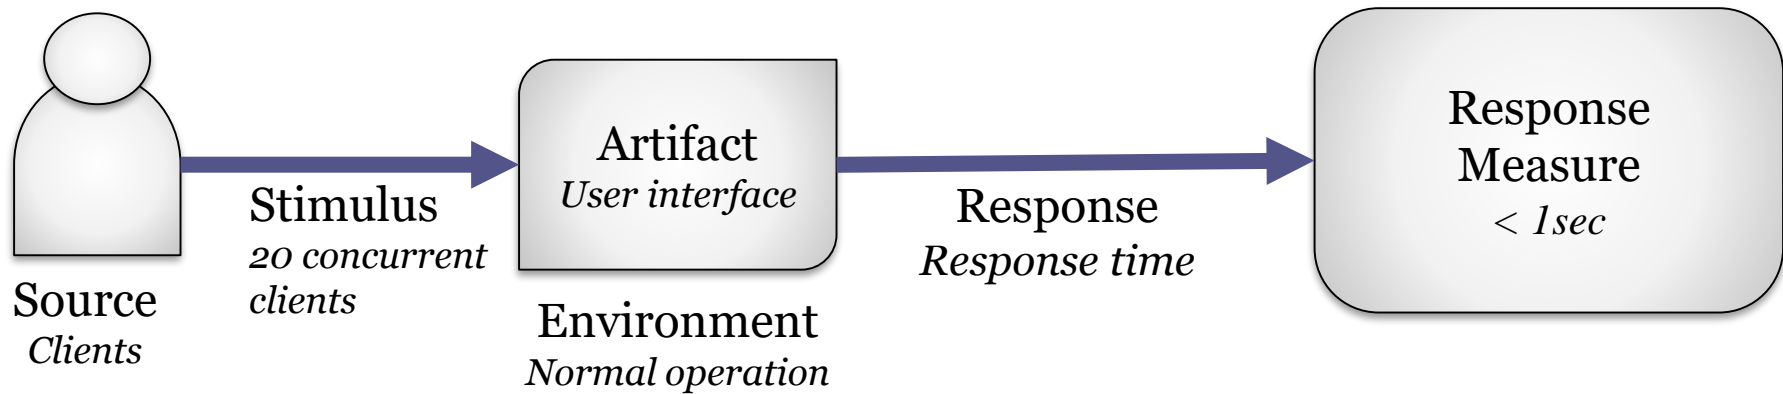 Source
Clients
Stimulus
20 concurrent
clients
Artifact
User interface
Environment
Normal operation
Response
Response time
Response
Measure
< 1sec